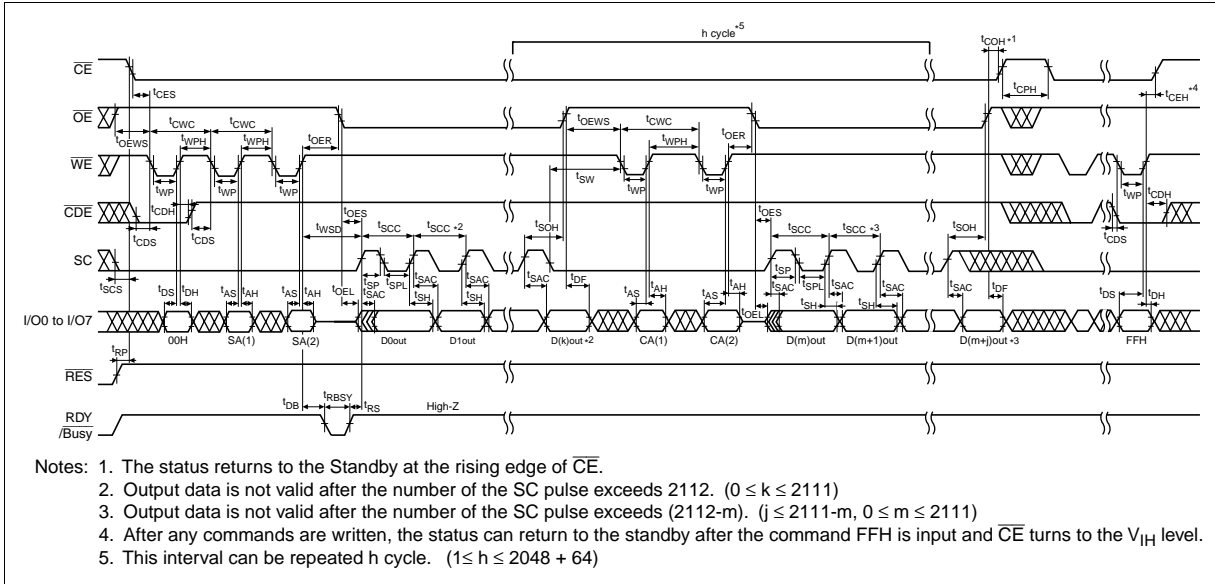 h cycle*5
tCOH*1
CE
tCES
tCPH
tCEH*4
OE
tOEWS tCWC tCWC tOEWS tCWC tOER
tWPH tWPH tOER tWPH
WE
tWP tWP tWP tSW tWP tWP tWP
CDE
tCDH tCDS tCDS tOES tOES tCDH tCDS
tWSD tSCC tSCC *2 tSOH tSCC tSCC *3 tSOH
SC
tSCS tSP tSPL tSAC tSAC tSAC tDF tSP tSPL tSAC tSAC tSAC tDF
tDS tDH tAS tAH tAS tAH tOEL tSAC tSH tSH tAS tAH tAS tAH tOEL tSAC tSH tSH tDS tDH
I/O0 to I/O7
00H SA(1) SA(2) D0out D1out D(k)out*2 CA(1) CA(2) D(m)out D(m+1)out D(m+j)out*3 FFH
tRP
RES
tDB tRBSY tRS High-Z
RDY
/Busy
Notes: 1. The status returns to the Standby at the rising edge of CE.
2. Output data is not valid after the number of the SC pulse exceeds 2112. (0 ≤ k ≤ 2111)
3. Output data is not valid after the number of the SC pulse exceeds (2112-m). (j ≤ 2111-m, 0 ≤ m ≤ 2111)
4. After any commands are written, the status can return to the standby after the command FFH is input and CE turns to the VIH level.
5. This interval can be repeated h cycle. (1≤ h ≤ 2048 + 64)